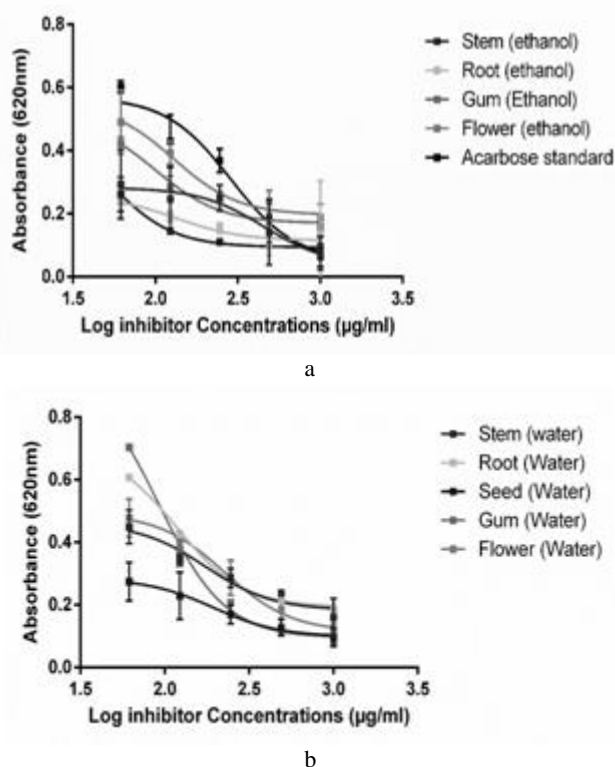 0.8
0.6
0.4
0.2
0.0
Absorbance (620nm)
1.5 2.0 2.5 3.0 3.5
Log inhibitor Concentrations (µg/ml)
Stem (ethanol)
Root (ethanol)
Gum (Ethanol)
Flower (ethanol)
Acarbose standard
a
0.8
0.6
0.4
0.2
0.0
Absorbance (620nm)
1.5 2.0 2.5 3.0 3.5
Log inhibitor Concentrations (µg/ml)
Stem (water)
Root (Water)
Seed (Water)
Gum (Water)
Flower (Water)
b